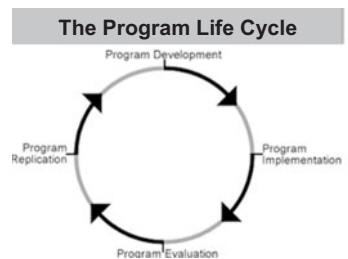 The Program Life Cycle
Program Development
Program
Implementation
Program Evaluation
Program
Replication